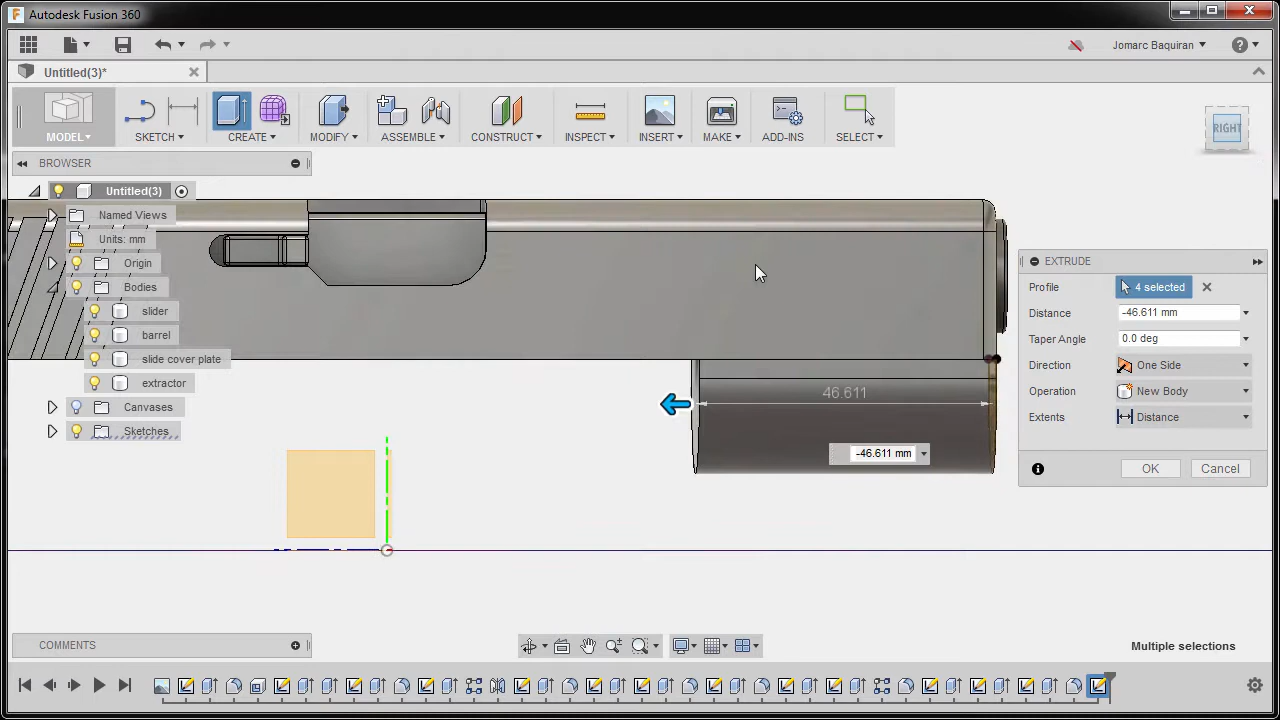 Autodesk Fusion 360
Jomarc Baquiran
Untitled(3)*
MODEL
SKETCH
CREATE
MODIFY
ASSEMBLE
CONSTRUCT
INSPECT
INSERT
MAKE
ADD-INS
SELECT
RIGHT
BROWSER
Untitled(3)
Named Views
Units: mm
Origin
Bodies
slider
barrel
slide cover plate
extractor
Canvases
Sketches
46.611
-46.611 mm
EXTRUDE
Profile 4 selected
Distance -46.611 mm
Taper Angle 0.0 deg
Direction One Side
Operation New Body
Extents Distance
OK Cancel
COMMENTS
Multiple selections